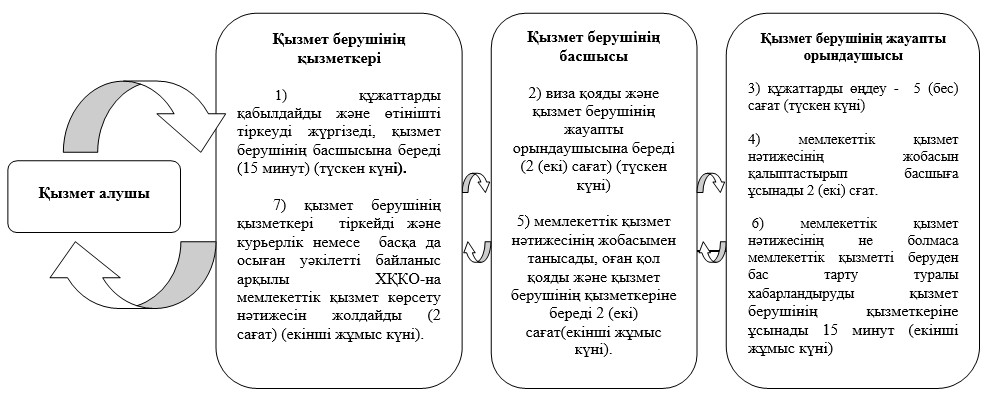 Қызмет алушы
Қызмет берушінің
қызметкері
1) құжаттарды
қабылдайды және өтінішті
тіркеуді жүргізеді, қызмет
берушінің басшысына береді
(15 минут) (түскен күні).
7) қызмет берушінің
қызметкері тіркейді және
курьерлік немесе басқа да
осыған уәкілетті байланыс
арқылы ХҚКО-на
мемлекеттік қызмет көрсету
нәтижесін жолдайды (2
сағат) (екінші жұмыс күні).
Қызмет берушінің
басшысы
2) виза қояды және
қызмет берушінің
жауапты
орындаушысына береді
(2 (екі) сағат) (түскен
күні)
5) мемлекеттік қызмет
нәтижесінің жобасымен
танысады, оған қол
қояды және қызмет
берушінің қызметкеріне
береді 2 (екі)
сағат(екінші жұмыс
күні).
Қызмет берушінің жауапты
орындаушысы
3) құжаттарды өңдеу - 5 (бес)
сағат (түскен күні)
4) мемлекеттік қызмет
нәтижесінің жобасын
қалыптастырып басшыға
ұсынады 2 (екі) сғат.
6) мемлекеттік қызмет
нәтижесінің не болмаса
мемлекеттік қызметті беруден
бас тарту туралы
хабарландыруды қызмет
берушінің қызметкеріне
ұсынады 15 минут (екінші
жұмыс күні)